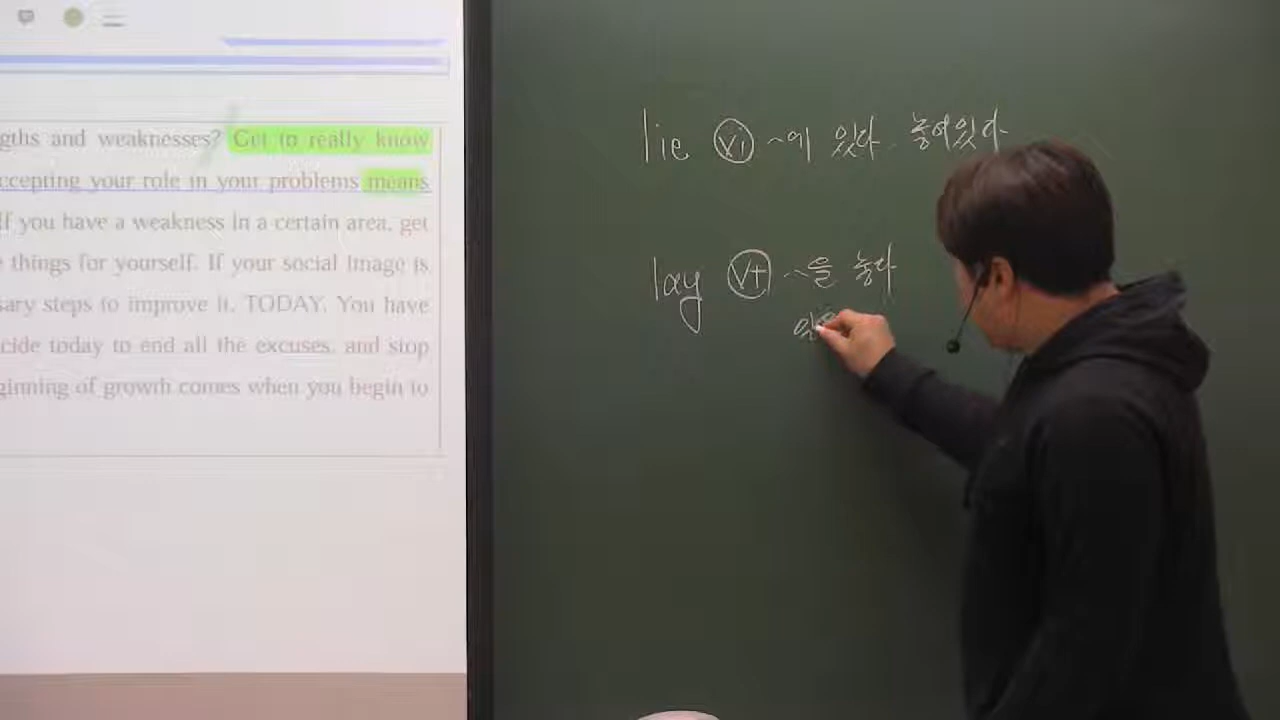 gths and weaknesses? Get to really know
ccepting your role in your problems means
If you have a weakness in a certain area, get
e things for yourself. If your social image is
sary steps to improve it. TODAY. You have
cide today to end all the excuses, and stop
ginning of growth comes when you begin to
lie vi ~에 있다. 놓여있다
lay vt ~을 놓다